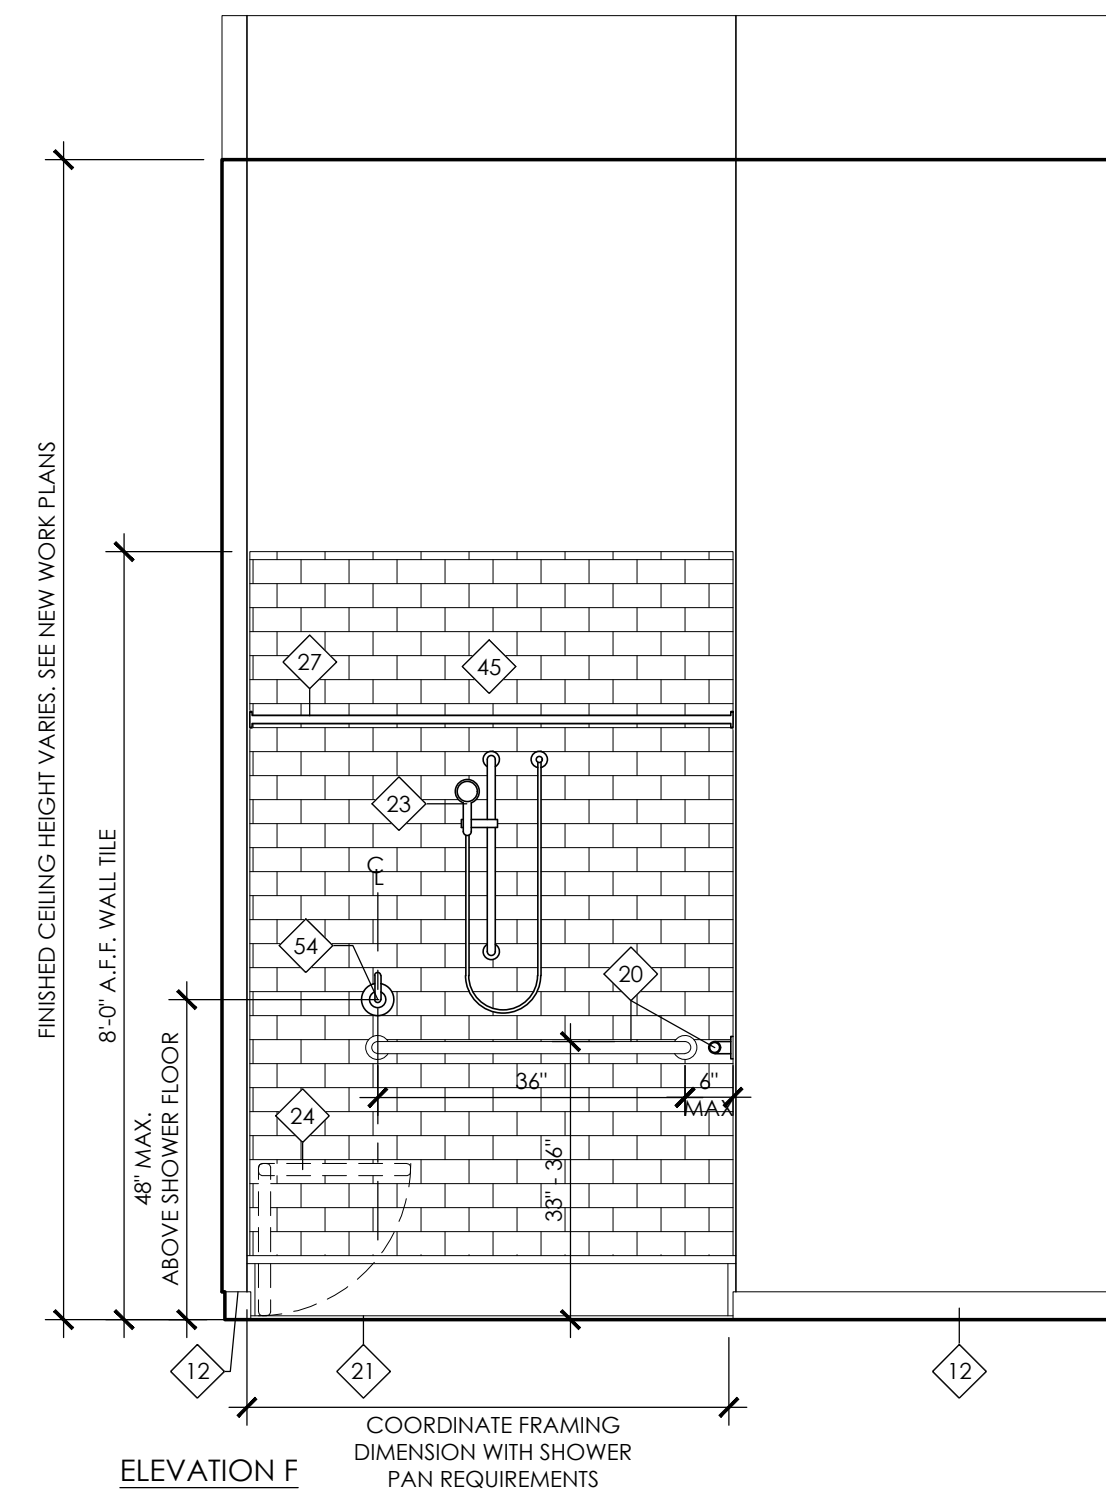 FINISHED CEILING HEIGHT VARIES. SEE NEW WORK PLANS
8'-0" A.F.F. WALL TILE
48" MAX.
ABOVE SHOWER FLOOR
27
45
23
CL
54
20
36"
6"
MAX
24
33" - 36"
12
21
12
COORDINATE FRAMING
DIMENSION WITH SHOWER
PAN REQUIREMENTS
ELEVATION F